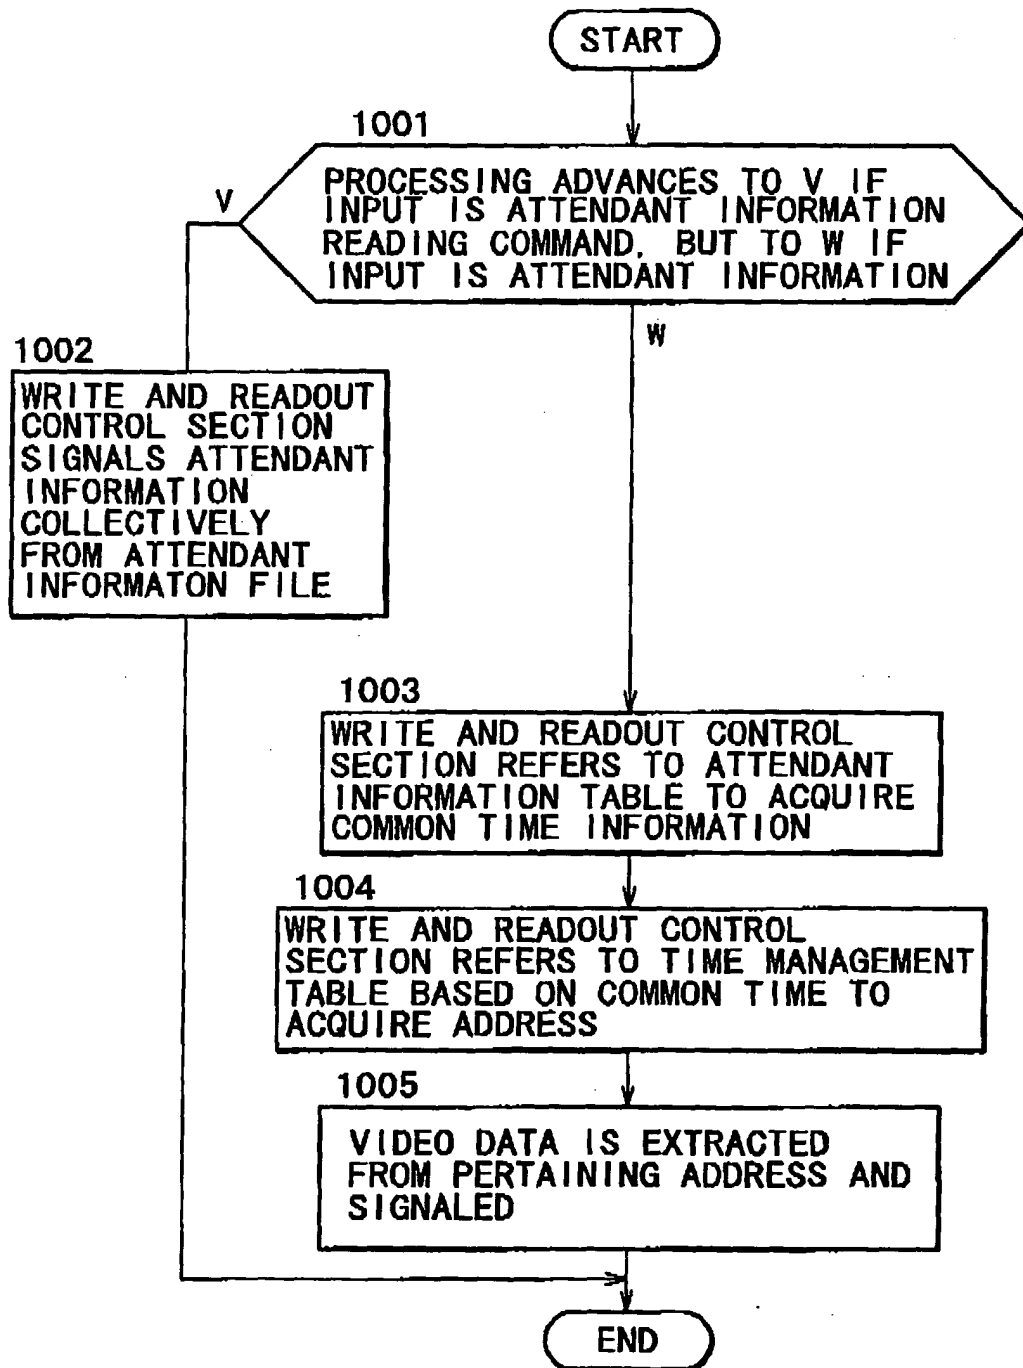 START
1001
PROCESSING ADVANCES TO V IF
INPUT IS ATTENDANT INFORMATION
READING COMMAND, BUT TO W IF
INPUT IS ATTENDANT INFORMATION
V
W
1002
WRITE AND READOUT
CONTROL SECTION
SIGNALS ATTENDANT
INFORMATION
COLLECTIVELY
FROM ATTENDANT
INFORMATON FILE
1003
WRITE AND READOUT CONTROL
SECTION REFERS TO ATTENDANT
INFORMATION TABLE TO ACQUIRE
COMMON TIME INFORMATION
1004
WRITE AND READOUT CONTROL
SECTION REFERS TO TIME MANAGEMENT
TABLE BASED ON COMMON TIME TO
ACQUIRE ADDRESS
1005
VIDEO DATA IS EXTRACTED
FROM PERTAINING ADDRESS AND
SIGNALED
END